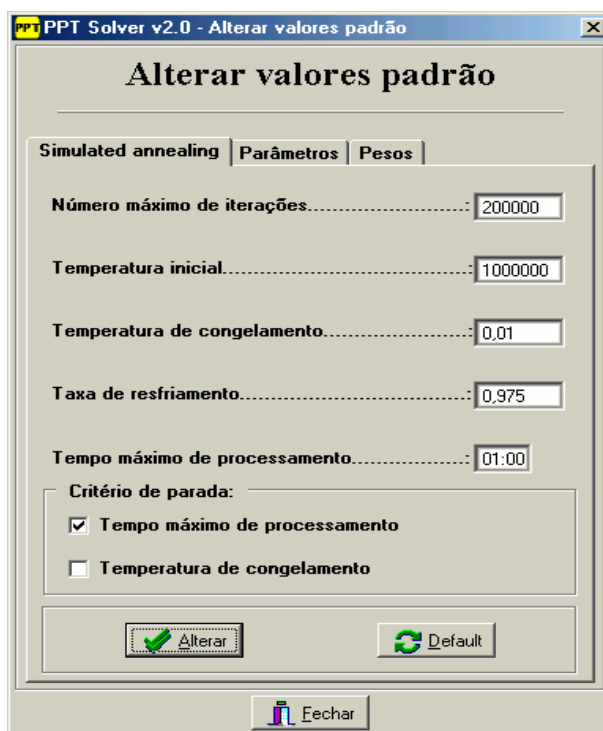 PPT PPT Solver v2.0 - Alterar valores padrão
Alterar valores padrão
Simulated annealing Parâmetros Pesos
Número máximo de iterações........................................: 200000
Temperatura inicial........................................: 1000000
Temperatura de congelamento........................................: 0,01
Taxa de resfriamento........................................: 0,975
Tempo máximo de processamento........................................: 01:00
Critério de parada:
Tempo máximo de processamento
Temperatura de congelamento
Alterar Default
Fechar